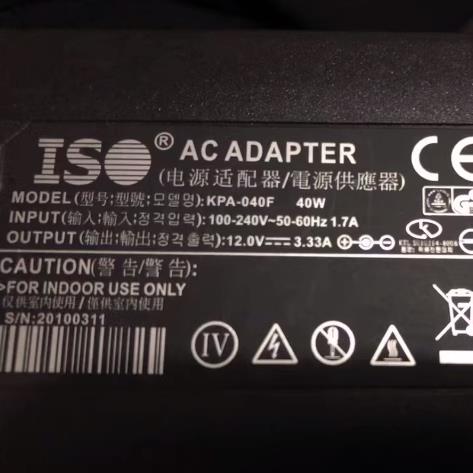 ISO® AC ADAPTER
(电源适配器/電源供應器)
MODEL(型号;型號;모델명):KPA-040F 40W
INPUT(输入;輸入;정격입력):100-240V~50-60Hz 1.7A
OUTPUT(输出;輸出;정격출력):12.0V⎓3.33A
CAUTION(警告/警告):
>FOR INDOOR USE ONLY
仅供室内使用/僅供室內使用
S/N:20100311
IV
CE